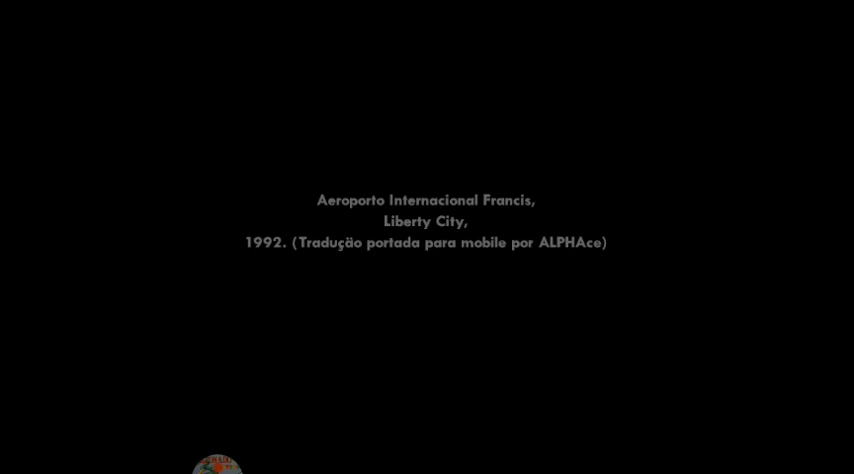 Aeroporto Internacional Francis,
Liberty City,
1992. (Tradução portada para mobile por ALPHAce)